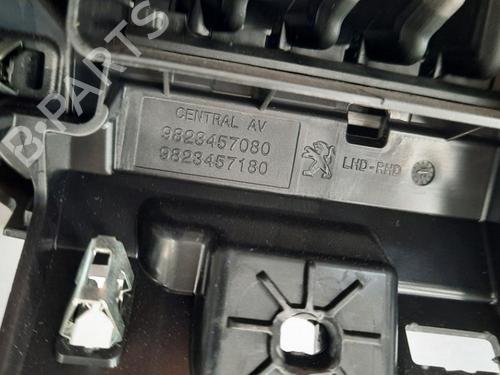 B-PARTS
CENTRAL AV
9823457080
9823457180
LHD-RHD